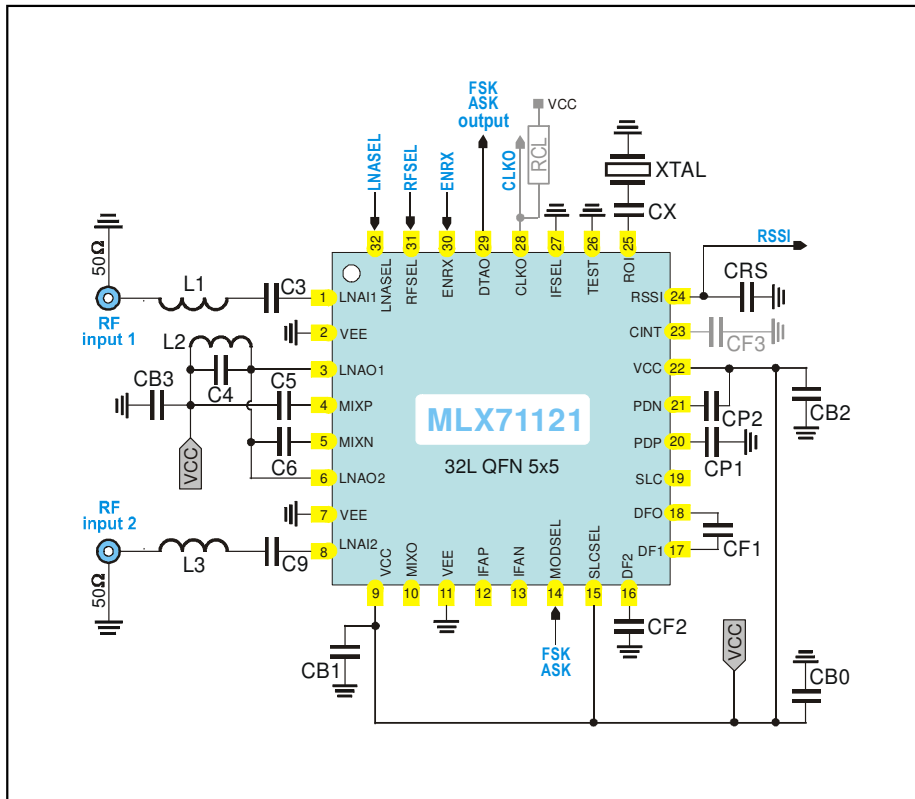 FSK
ASK
output
VCC
RCL
CLKO
LNASEL
RFSEL
ENRX
XTAL
CX
32 31 30 29 28 27 26 25
LNASEL RFSEL ENRX DTAO CLKO IFSEL TEST ROI
50Ω
RF
input 1
L1
C3
1 LNAI1
2 VEE
L2
C4
3 LNAO1
CB3
C5
4 MIXP
C6
5 MIXN
VCC
6 LNAO2
7 VEE
RF
input 2
50Ω
L3
C9
8 LNAI2
MLX71121
32L QFN 5x5
RSSI
RSSI 24
CRS
CINT 23
CF3
VCC 22
PDN 21
CP2
CB2
PDP 20
CP1
SLC 19
DFO 18
DF1 17
CF1
VCC MIXO VEE IFAP IFAN MODSEL SLCSEL DF2
9 10 11 12 13 14 15 16
CB1
FSK
ASK
CF2
VCC
CB0